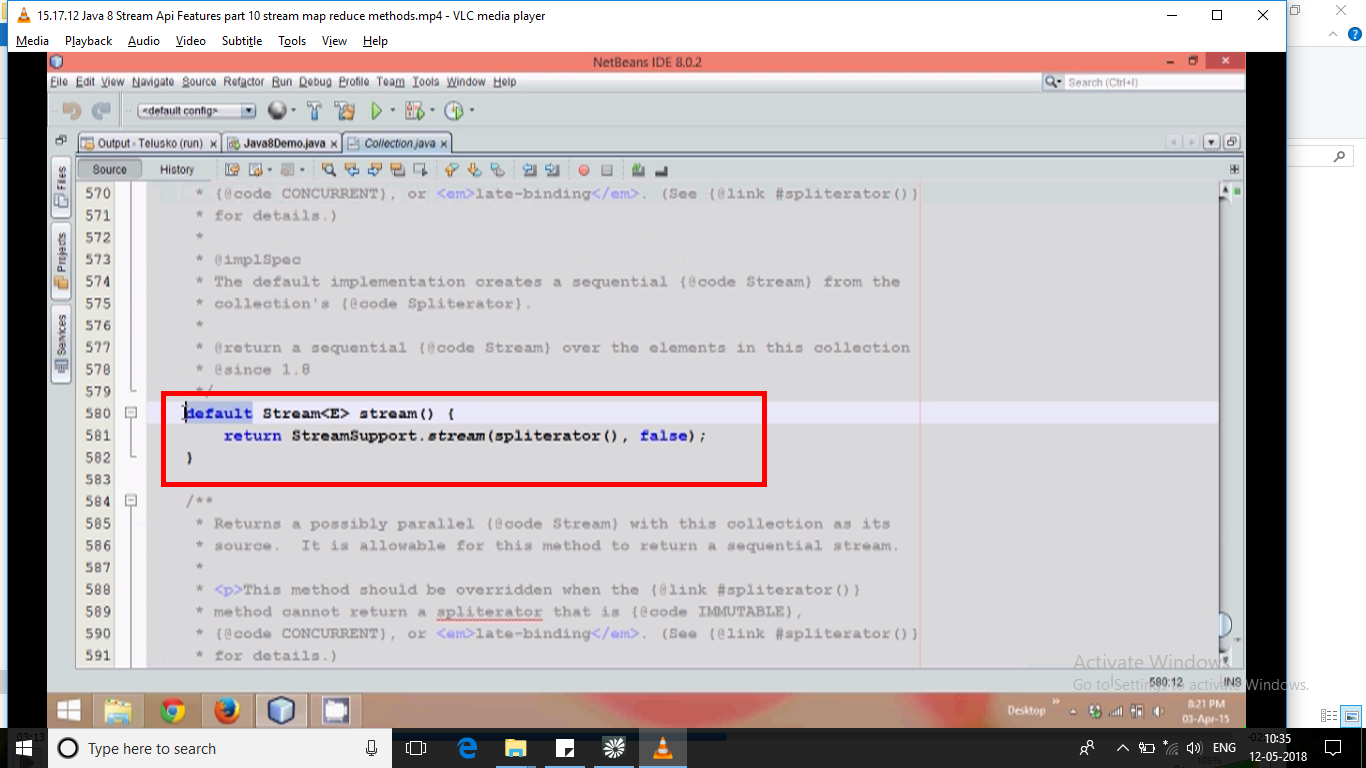 15.17.12 Java 8 Stream Api Features part 10 stream map reduce methods.mp4 - VLC media player
Media Playback Audio Video Subtitle Tools View Help
NetBeans IDE 8.0.2
File Edit View Navigate Source Refactor Run Debug Profile Team Tools Window Help
Search (Ctrl+I)
<default config>
Output - Telusko (run) Java8Demo.java Collection.java
Source History
Files
Projects
Services
570 * {@code CONCURRENT}, or <em>late-binding</em>. (See {@link #spliterator()}
571 * for details.)
572 *
573 * @implSpec
574 * The default implementation creates a sequential {@code Stream} from the
575 * collection's {@code Spliterator}.
576 *
577 * @return a sequential {@code Stream} over the elements in this collection
578 * @since 1.8
579 */
580 default Stream<E> stream() {
581 return StreamSupport.stream(spliterator(), false);
582 }
583
584 /**
585 * Returns a possibly parallel {@code Stream} with this collection as its
586 * source. It is allowable for this method to return a sequential stream.
587 *
588 * <p>This method should be overridden when the {@link #spliterator()}
589 * method cannot return a spliterator that is {@code IMMUTABLE},
590 * {@code CONCURRENT}, or <em>late-binding</em>. (See {@link #spliterator()}
591 * for details.)
Activate Windows
Go to Settings to activate Windows.
580:12 INS
Desktop
8:21 PM
03-Apr-15
03:13
Type here to search
ENG
10:35
12-05-2018
105%